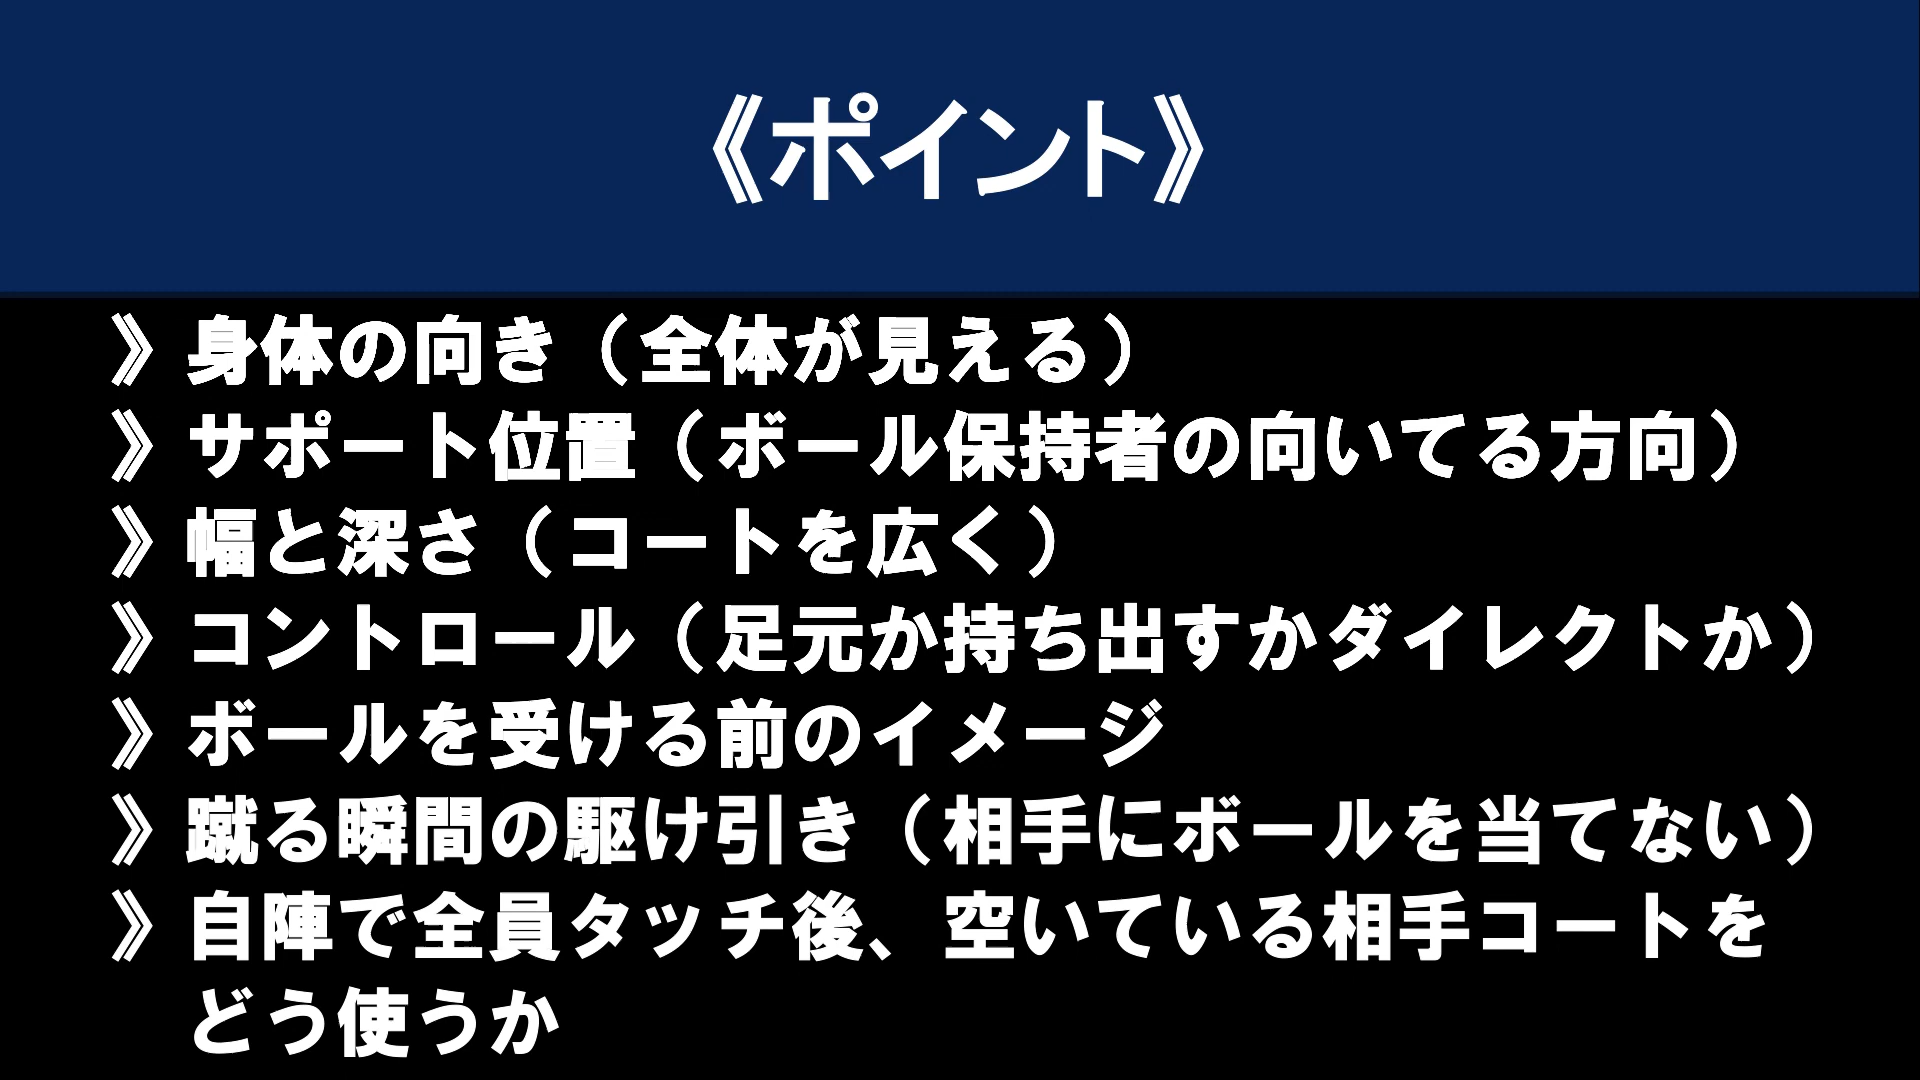 《ポイント》
》身体の向き（全体が見える）
》サポート位置（ボール保持者の向いてる方向）
》幅と深さ（コートを広く）
》コントロール（足元か持ち出すかダイレクトか）
》ボールを受ける前のイメージ
》蹴る瞬間の駆け引き（相手にボールを当てない）
》自陣で全員タッチ後、空いている相手コートを
どう使うか